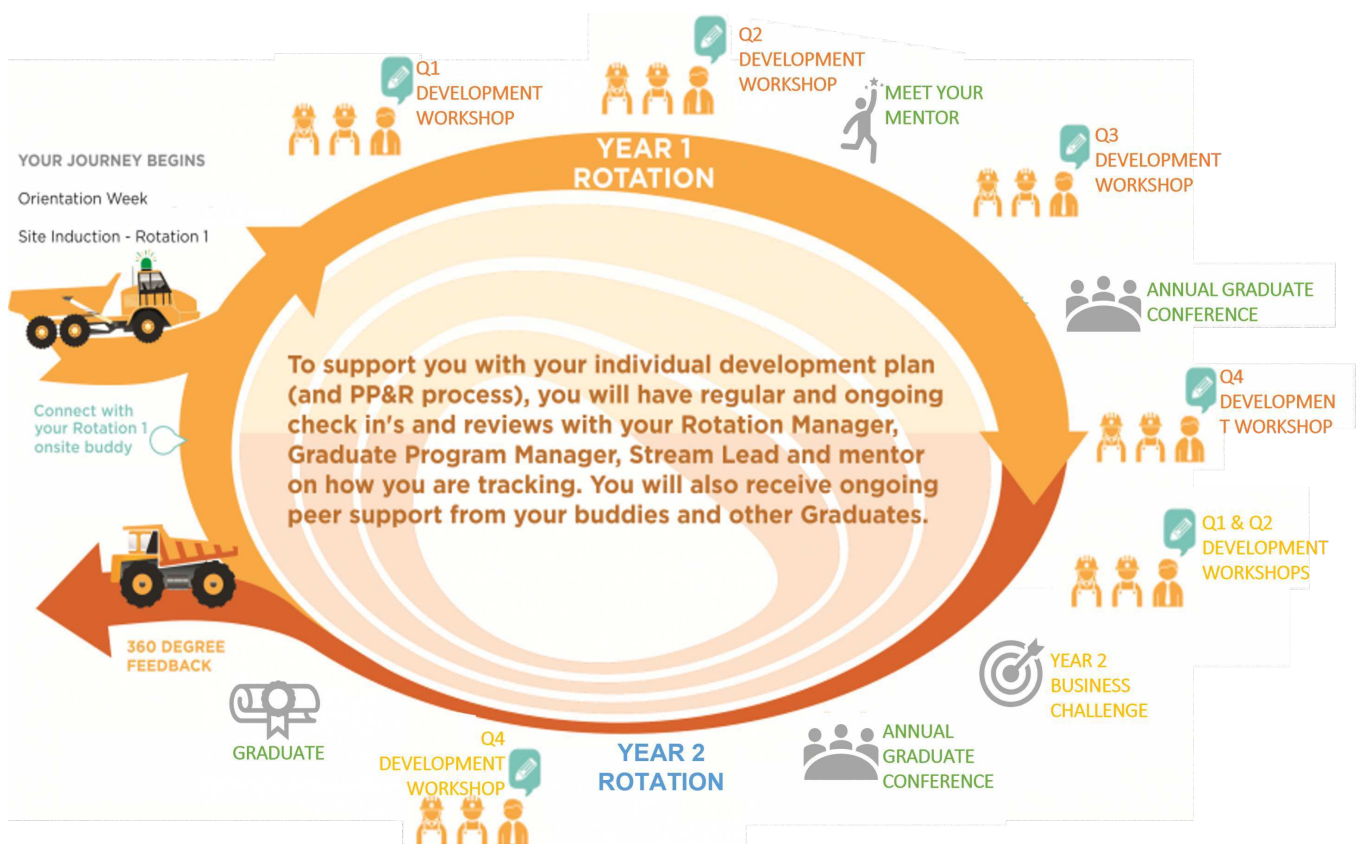 YOUR JOURNEY BEGINS
Orientation Week
Site Induction - Rotation 1
Connect with
your Rotation 1
onsite buddy
Q1
DEVELOPMENT
WORKSHOP
Q2
DEVELOPMENT
WORKSHOP
MEET YOUR
MENTOR
Q3
DEVELOPMENT
WORKSHOP
YEAR 1
ROTATION
ANNUAL GRADUATE
CONFERENCE
Q4
DEVELOPMEN
T WORKSHOP
To support you with your individual development plan
(and PP&R process), you will have regular and ongoing
check in's and reviews with your Rotation Manager,
Graduate Program Manager, Stream Lead and mentor
on how you are tracking. You will also receive ongoing
peer support from your buddies and other Graduates.
Q1 & Q2
DEVELOPMENT
WORKSHOPS
YEAR 2
BUSINESS
CHALLENGE
ANNUAL
GRADUATE
CONFERENCE
YEAR 2
ROTATION
Q4
DEVELOPMENT
WORKSHOP
GRADUATE
360 DEGREE
FEEDBACK